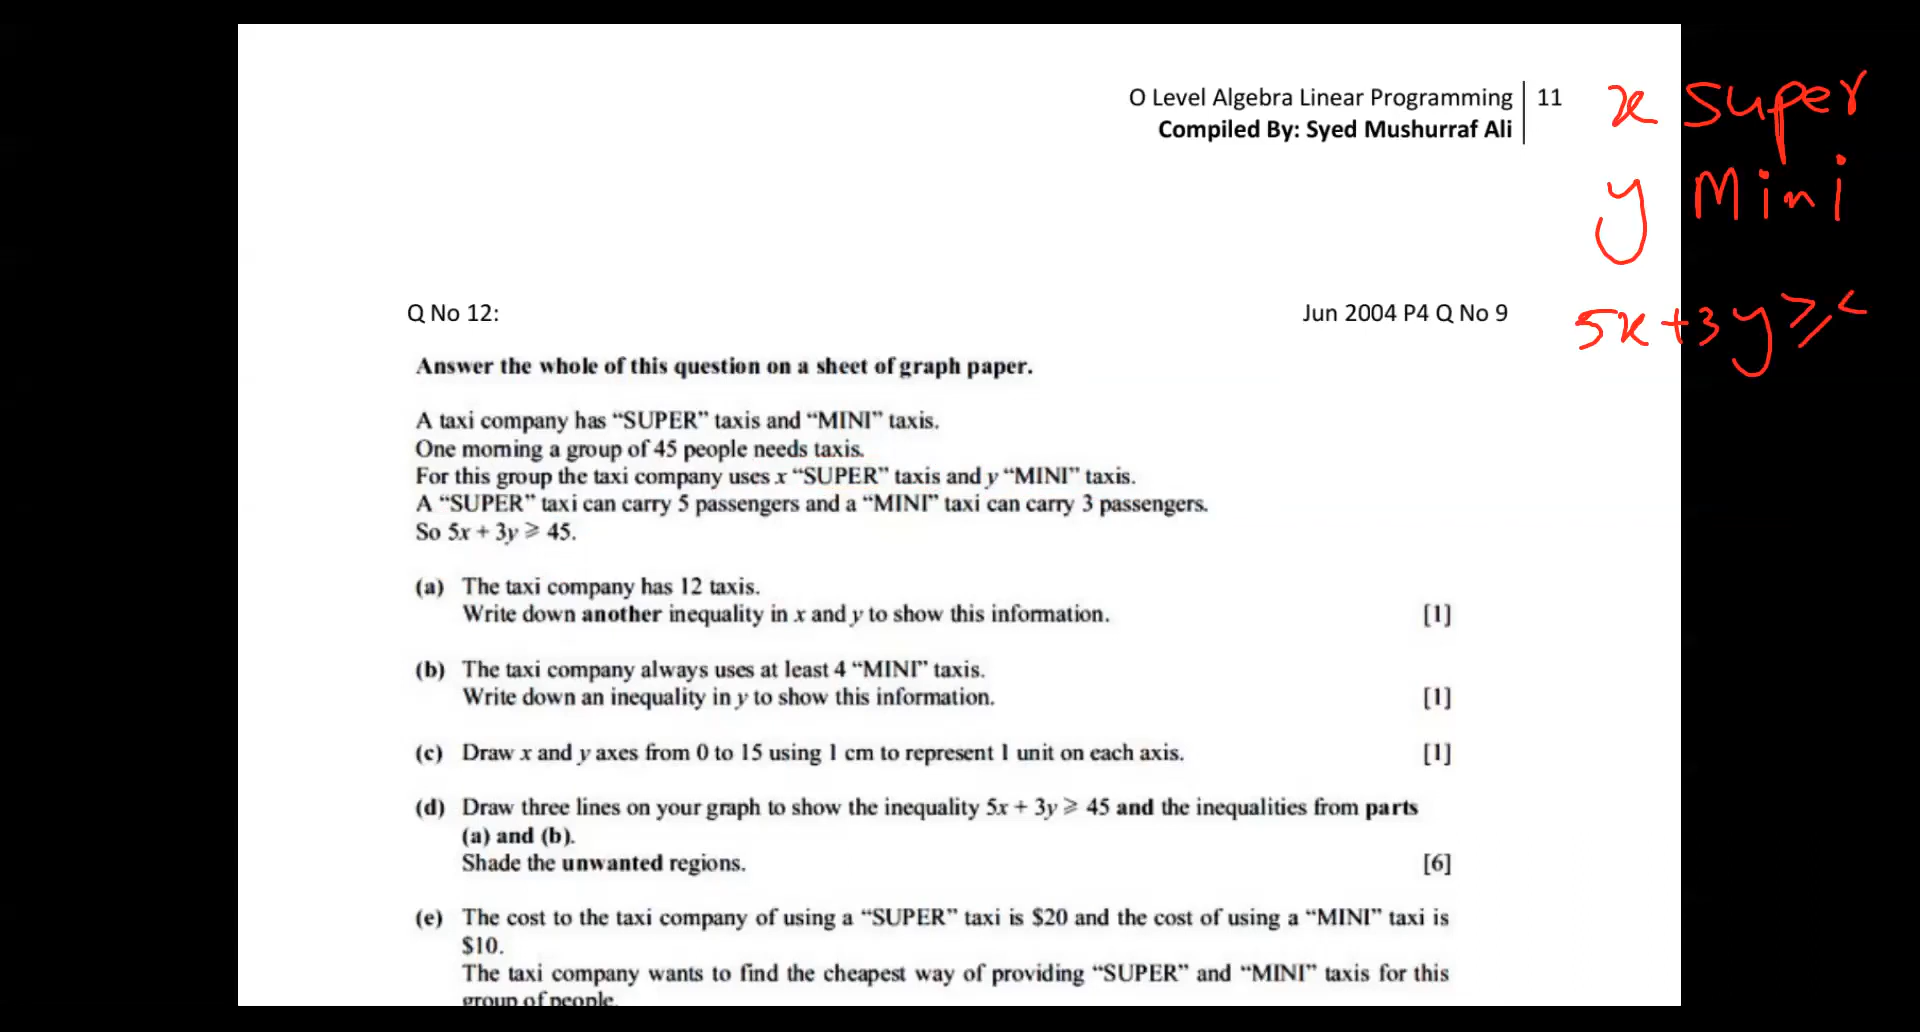 O Level Algebra Linear Programming 11
Compiled By: Syed Mushurraf Ali
x Super
y Mini
5x+3y≥
Q No 12:
Jun 2004 P4 Q No 9
Answer the whole of this question on a sheet of graph paper.
A taxi company has “SUPER” taxis and “MINI” taxis.
One morning a group of 45 people needs taxis.
For this group the taxi company uses x “SUPER” taxis and y “MINI” taxis.
A “SUPER” taxi can carry 5 passengers and a “MINI” taxi can carry 3 passengers.
So 5x + 3y ⩾ 45.
(a) The taxi company has 12 taxis.
Write down another inequality in x and y to show this information. [1]
(b) The taxi company always uses at least 4 “MINI” taxis.
Write down an inequality in y to show this information. [1]
(c) Draw x and y axes from 0 to 15 using 1 cm to represent 1 unit on each axis. [1]
(d) Draw three lines on your graph to show the inequality 5x + 3y ⩾ 45 and the inequalities from parts
(a) and (b).
Shade the unwanted regions. [6]
(e) The cost to the taxi company of using a “SUPER” taxi is $20 and the cost of using a “MINI” taxi is
$10.
The taxi company wants to find the cheapest way of providing “SUPER” and “MINI” taxis for this
group of people.